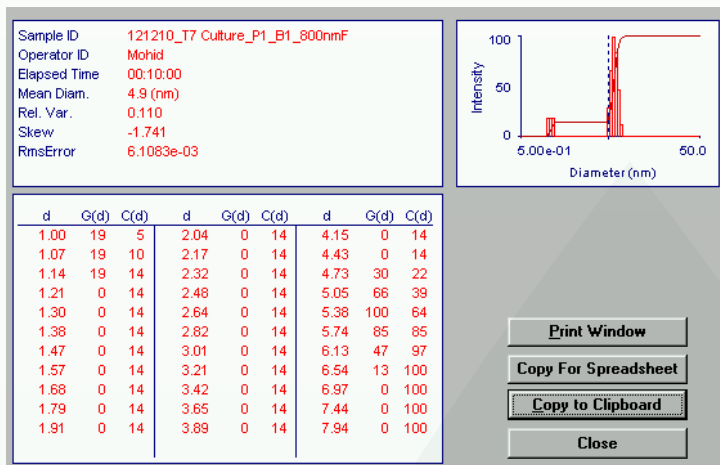 Sample ID 121210_T7 Culture_P1_B1_800nmF
Operator ID Mohid
Elapsed Time 00:10:00
Mean Diam. 4.9 (nm)
Rel. Var. 0.110
Skew -1.741
RmsError 6.1083e-03
100
50
0
Intensity
5.00e-01 50.0
Diameter (nm)
d G(d) C(d) d G(d) C(d) d G(d) C(d)
1.00 19 5 2.04 0 14 4.15 0 14
1.07 19 10 2.17 0 14 4.43 0 14
1.14 19 14 2.32 0 14 4.73 30 22
1.21 0 14 2.48 0 14 5.05 66 39
1.30 0 14 2.64 0 14 5.38 100 64
1.38 0 14 2.82 0 14 5.74 85 85
1.47 0 14 3.01 0 14 6.13 47 97
1.57 0 14 3.21 0 14 6.54 13 100
1.68 0 14 3.42 0 14 6.97 0 100
1.79 0 14 3.65 0 14 7.44 0 100
1.91 0 14 3.89 0 14 7.94 0 100
Print Window
Copy For Spreadsheet
Copy to Clipboard
Close